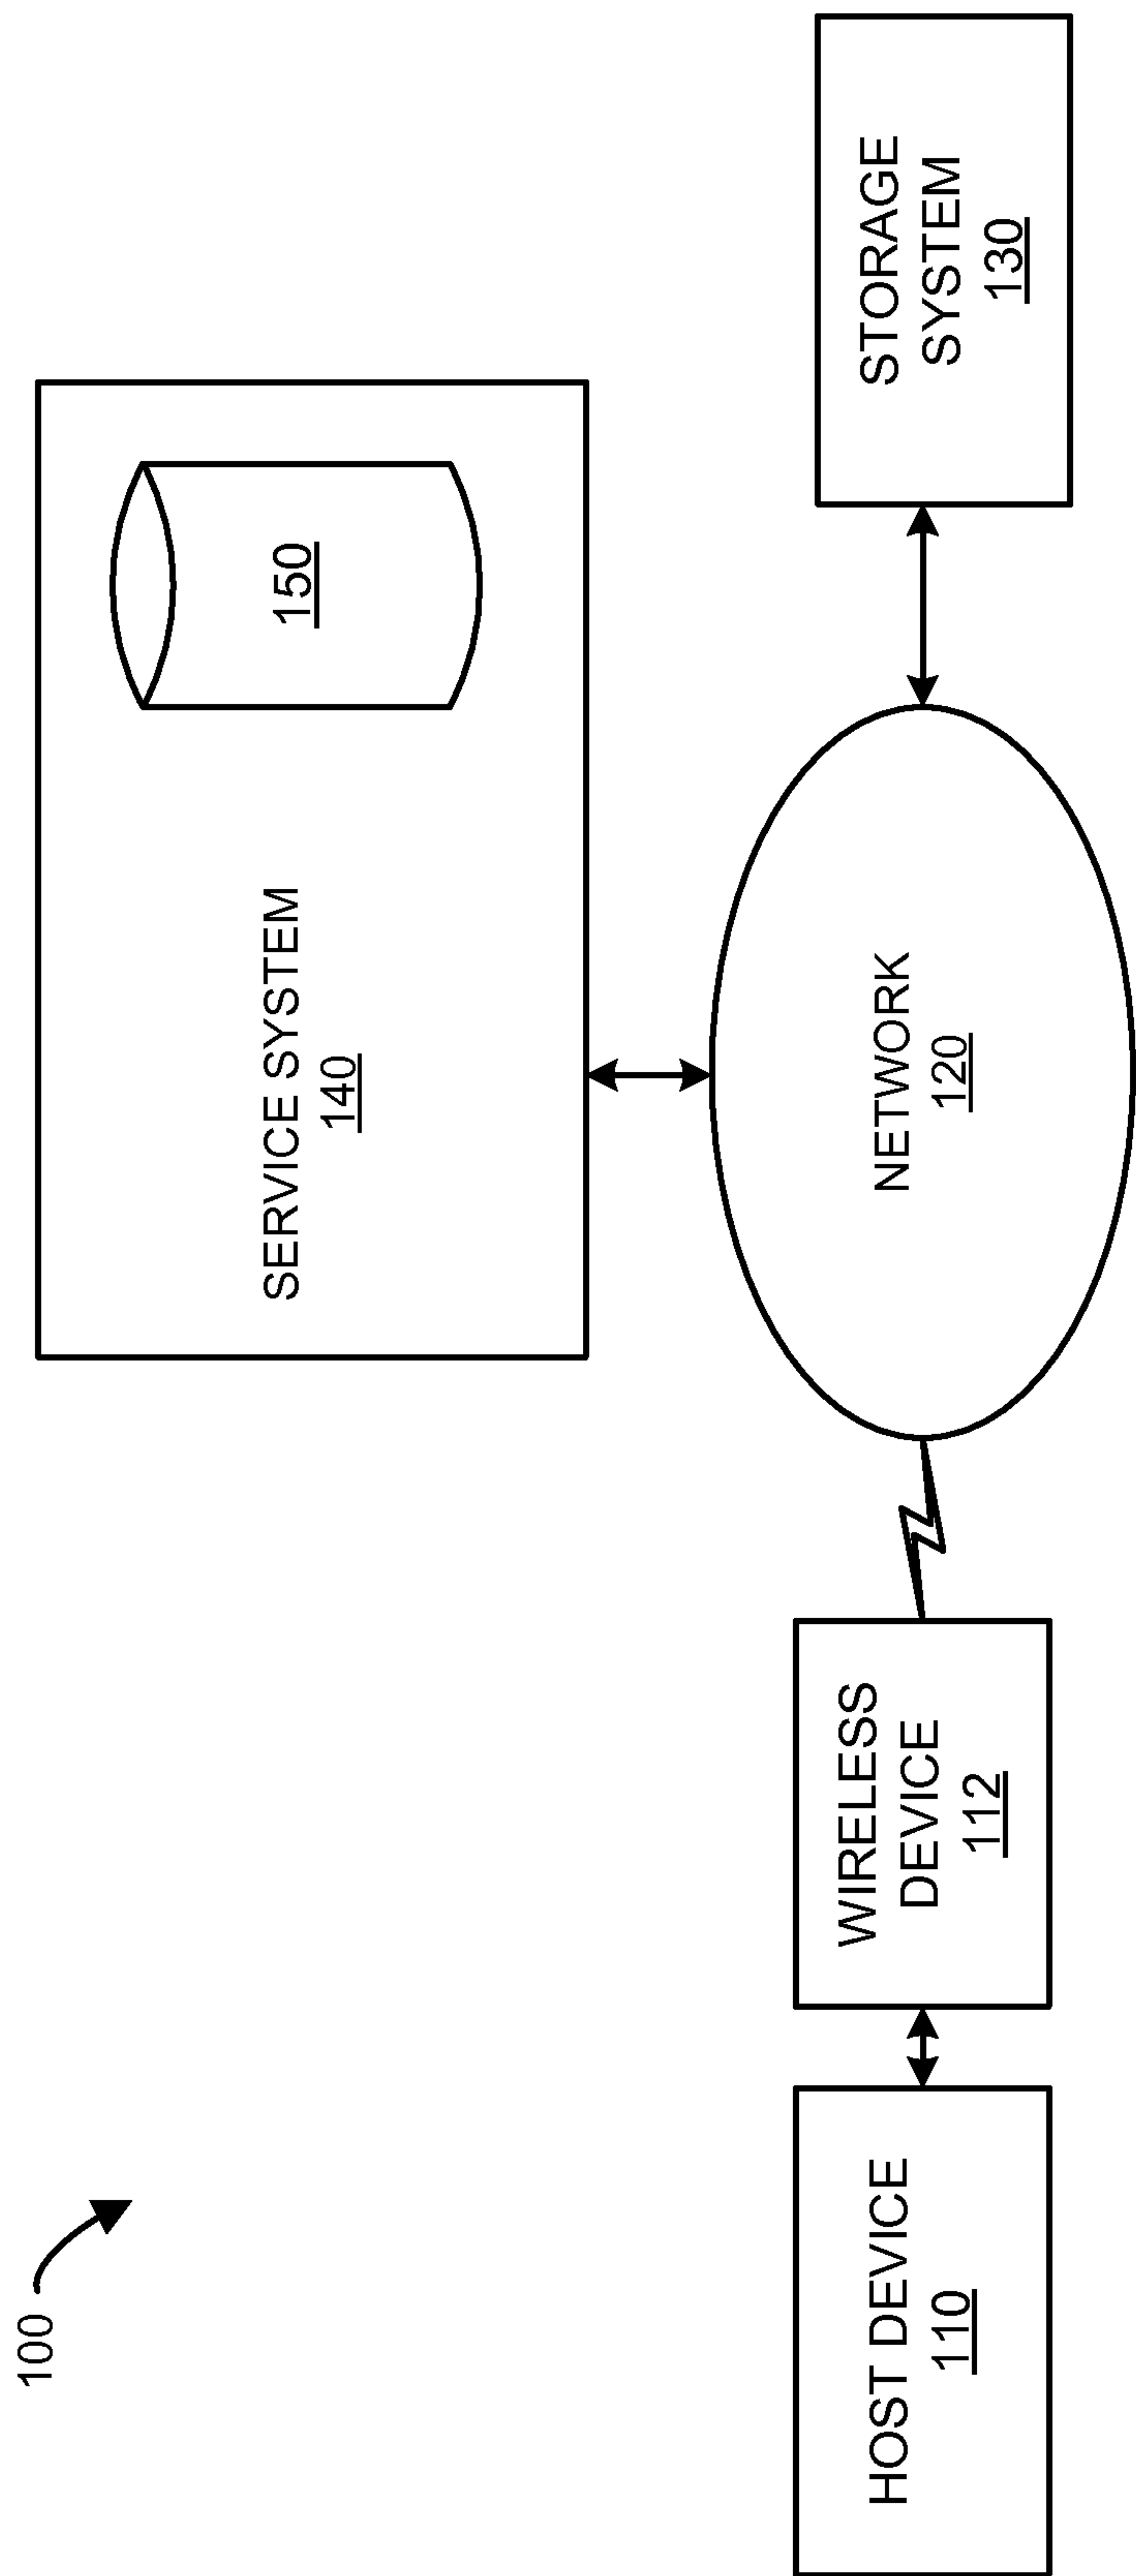 100
SERVICE SYSTEM
140
150
HOST DEVICE
110
WIRELESS
DEVICE
112
NETWORK
120
STORAGE
SYSTEM
130